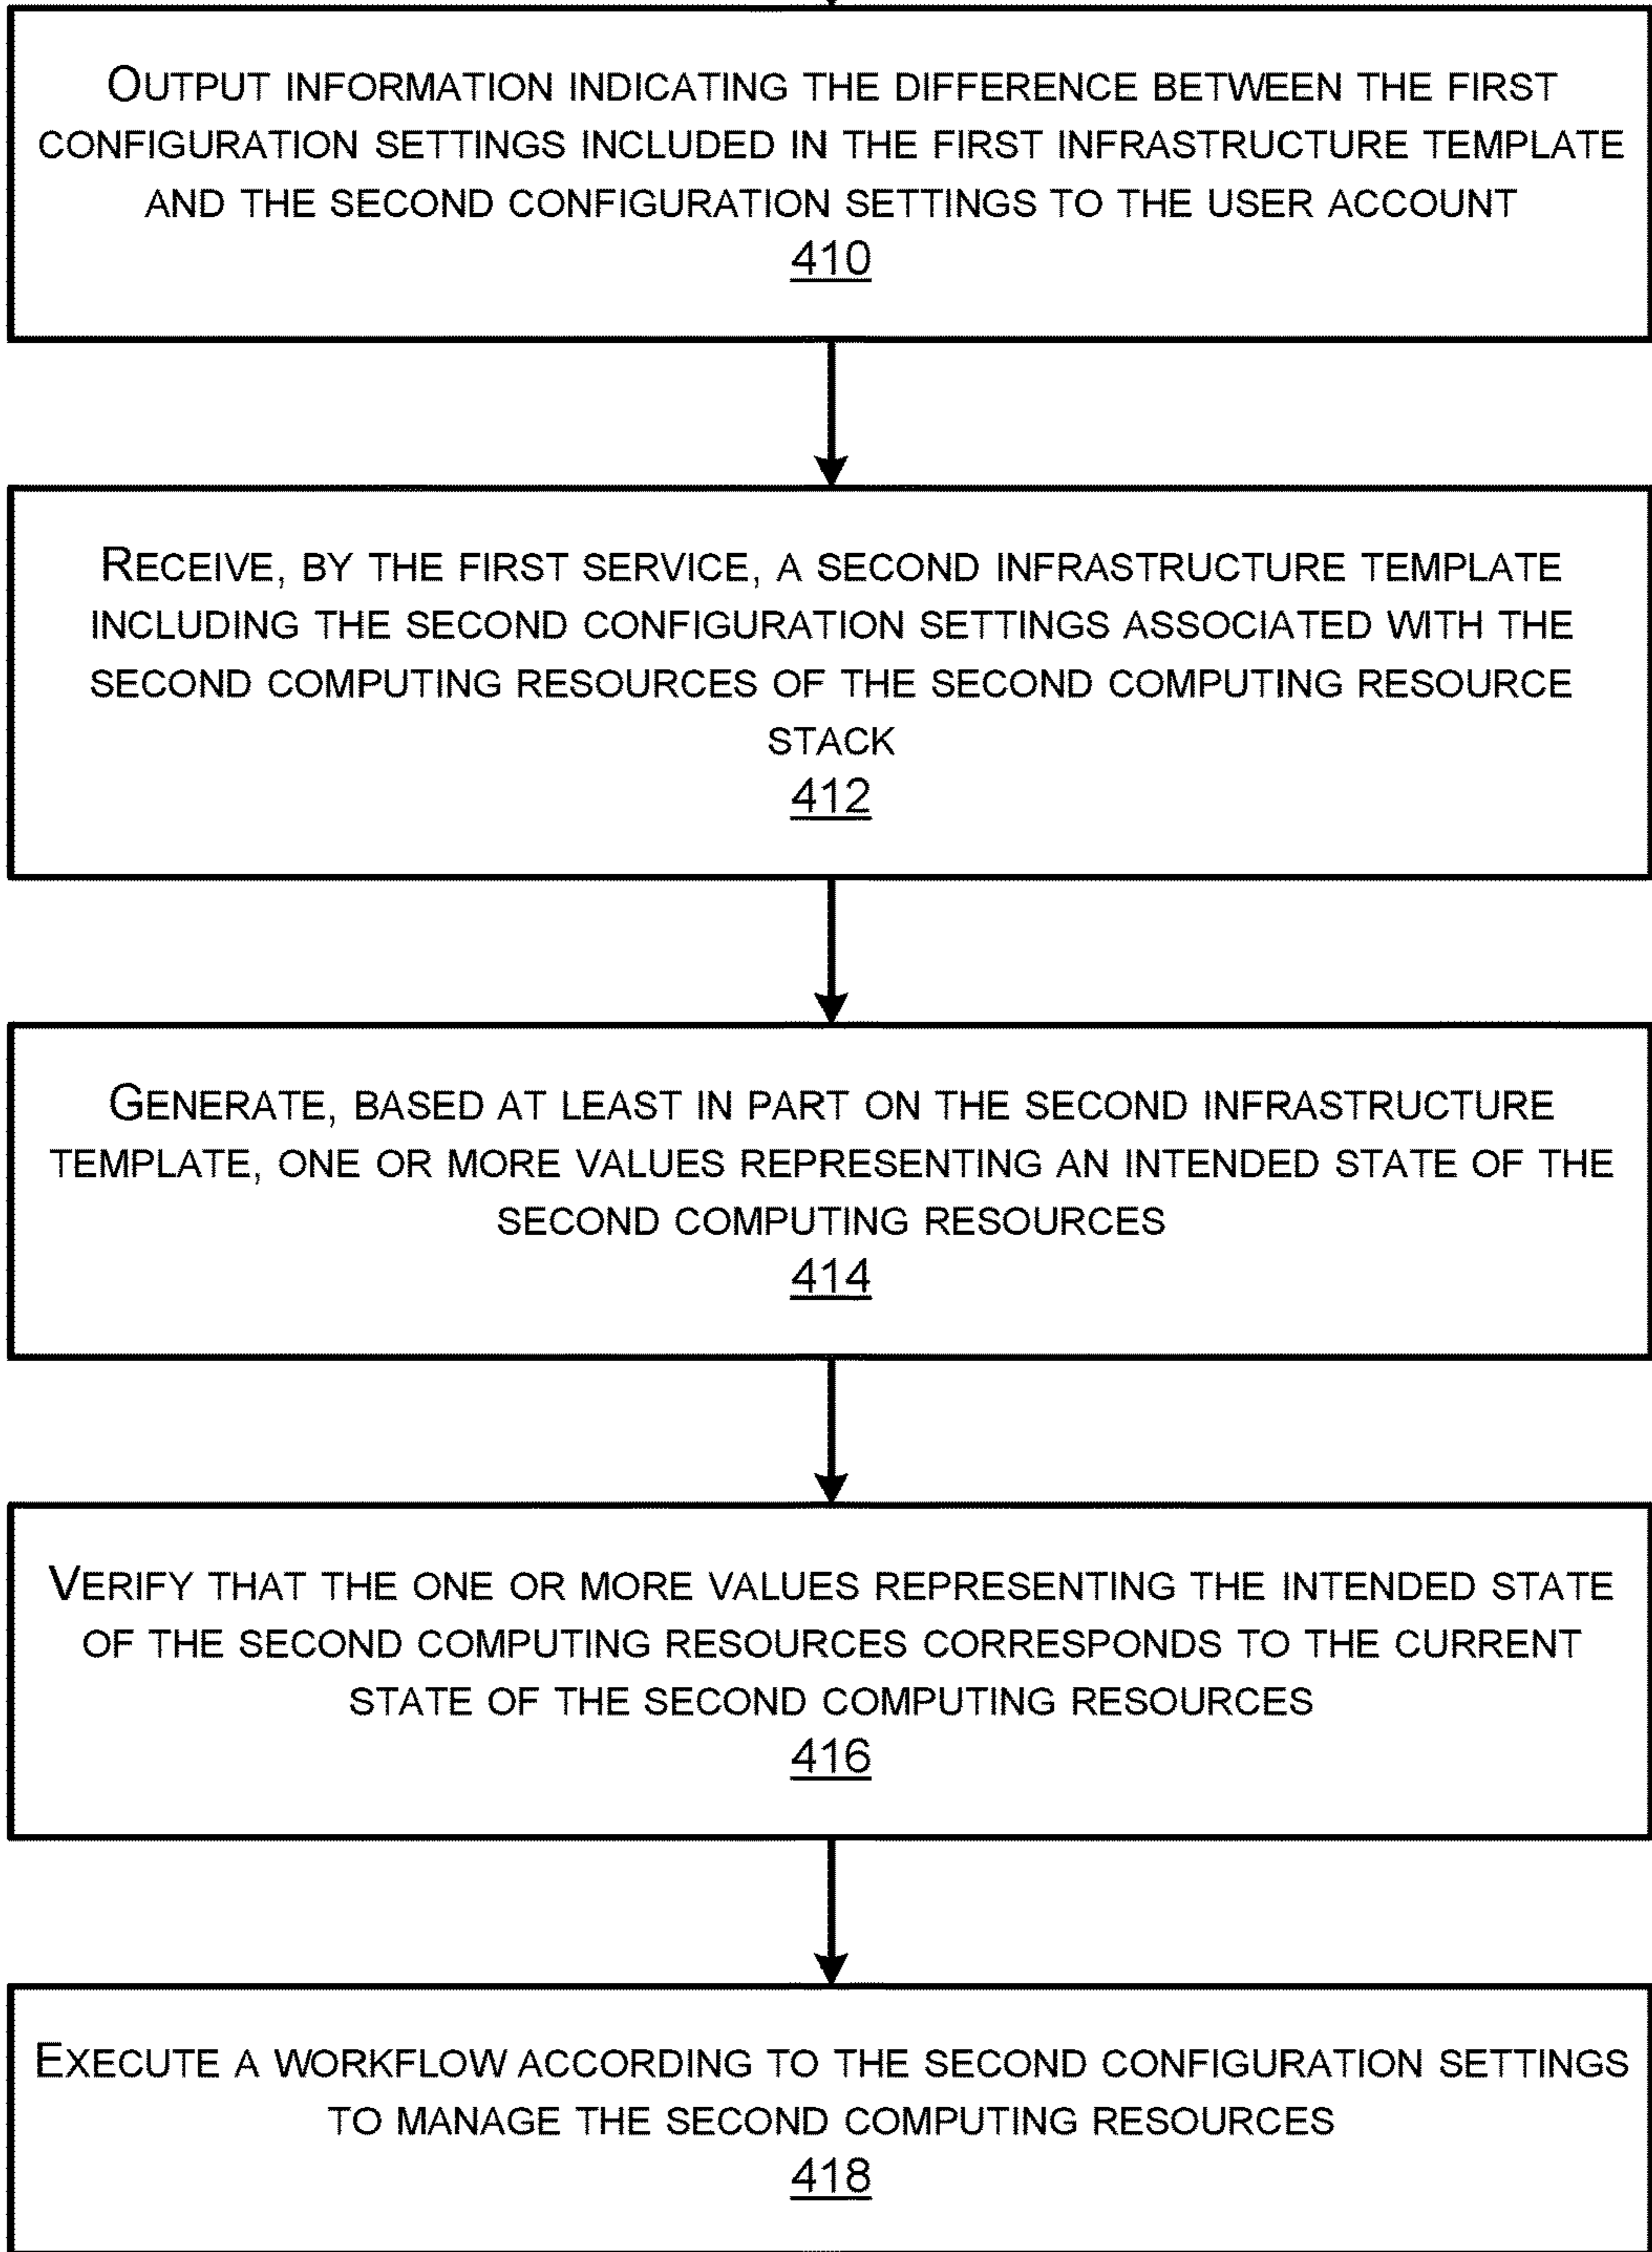 OUTPUT INFORMATION INDICATING THE DIFFERENCE BETWEEN THE FIRST
CONFIGURATION SETTINGS INCLUDED IN THE FIRST INFRASTRUCTURE TEMPLATE
AND THE SECOND CONFIGURATION SETTINGS TO THE USER ACCOUNT
410
RECEIVE, BY THE FIRST SERVICE, A SECOND INFRASTRUCTURE TEMPLATE
INCLUDING THE SECOND CONFIGURATION SETTINGS ASSOCIATED WITH THE
SECOND COMPUTING RESOURCES OF THE SECOND COMPUTING RESOURCE
STACK
412
GENERATE, BASED AT LEAST IN PART ON THE SECOND INFRASTRUCTURE
TEMPLATE, ONE OR MORE VALUES REPRESENTING AN INTENDED STATE OF THE
SECOND COMPUTING RESOURCES
414
VERIFY THAT THE ONE OR MORE VALUES REPRESENTING THE INTENDED STATE
OF THE SECOND COMPUTING RESOURCES CORRESPONDS TO THE CURRENT
STATE OF THE SECOND COMPUTING RESOURCES
416
EXECUTE A WORKFLOW ACCORDING TO THE SECOND CONFIGURATION SETTINGS
TO MANAGE THE SECOND COMPUTING RESOURCES
418